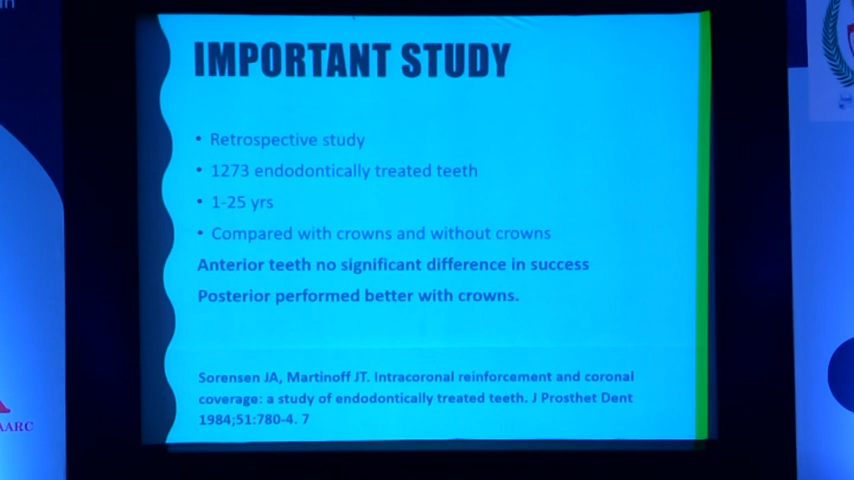 in
IMPORTANT STUDY
• Retrospective study
• 1273 endodontically treated teeth
• 1-25 yrs
• Compared with crowns and without crowns
Anterior teeth no significant difference in success
Posterior performed better with crowns.
Sorensen JA, Martinoff JT. Intracoronal reinforcement and coronal
coverage: a study of endodontically treated teeth. J Prosthet Dent
1984;51:780-4. 7
AARC